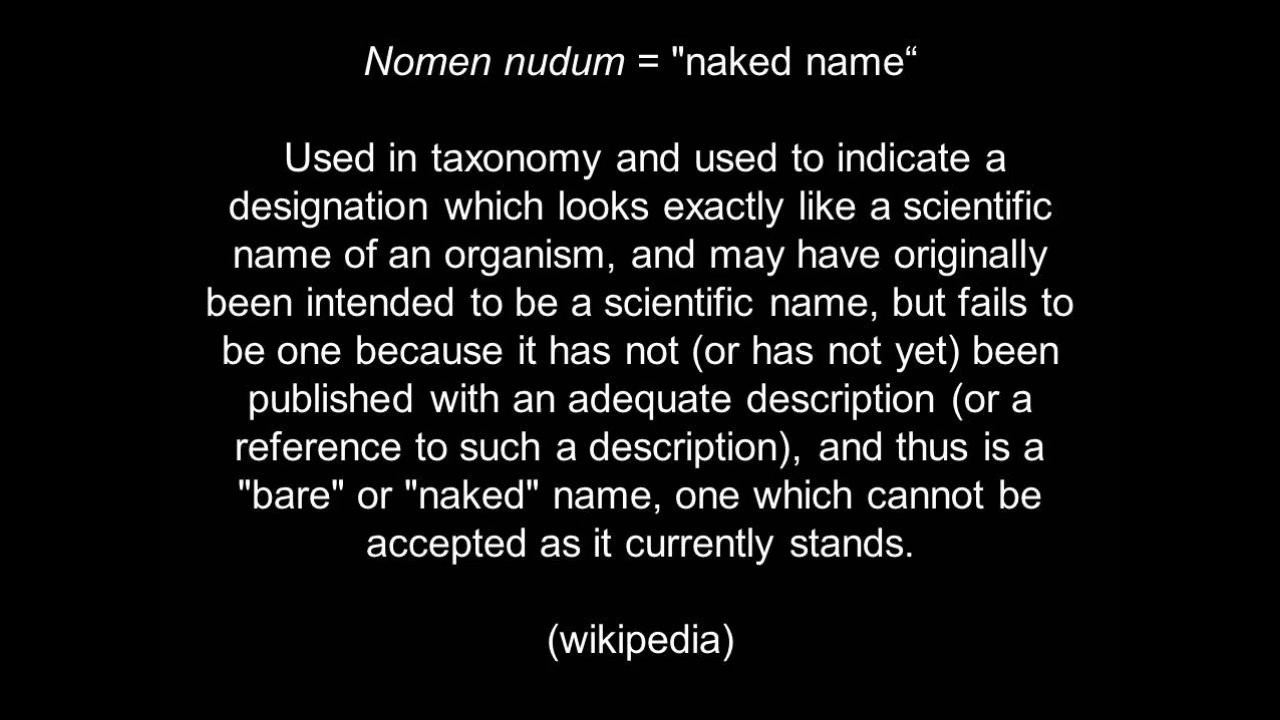 Nomen nudum = "naked name“
Used in taxonomy and used to indicate a
designation which looks exactly like a scientific
name of an organism, and may have originally
been intended to be a scientific name, but fails to
be one because it has not (or has not yet) been
published with an adequate description (or a
reference to such a description), and thus is a
"bare" or "naked" name, one which cannot be
accepted as it currently stands.
(wikipedia)